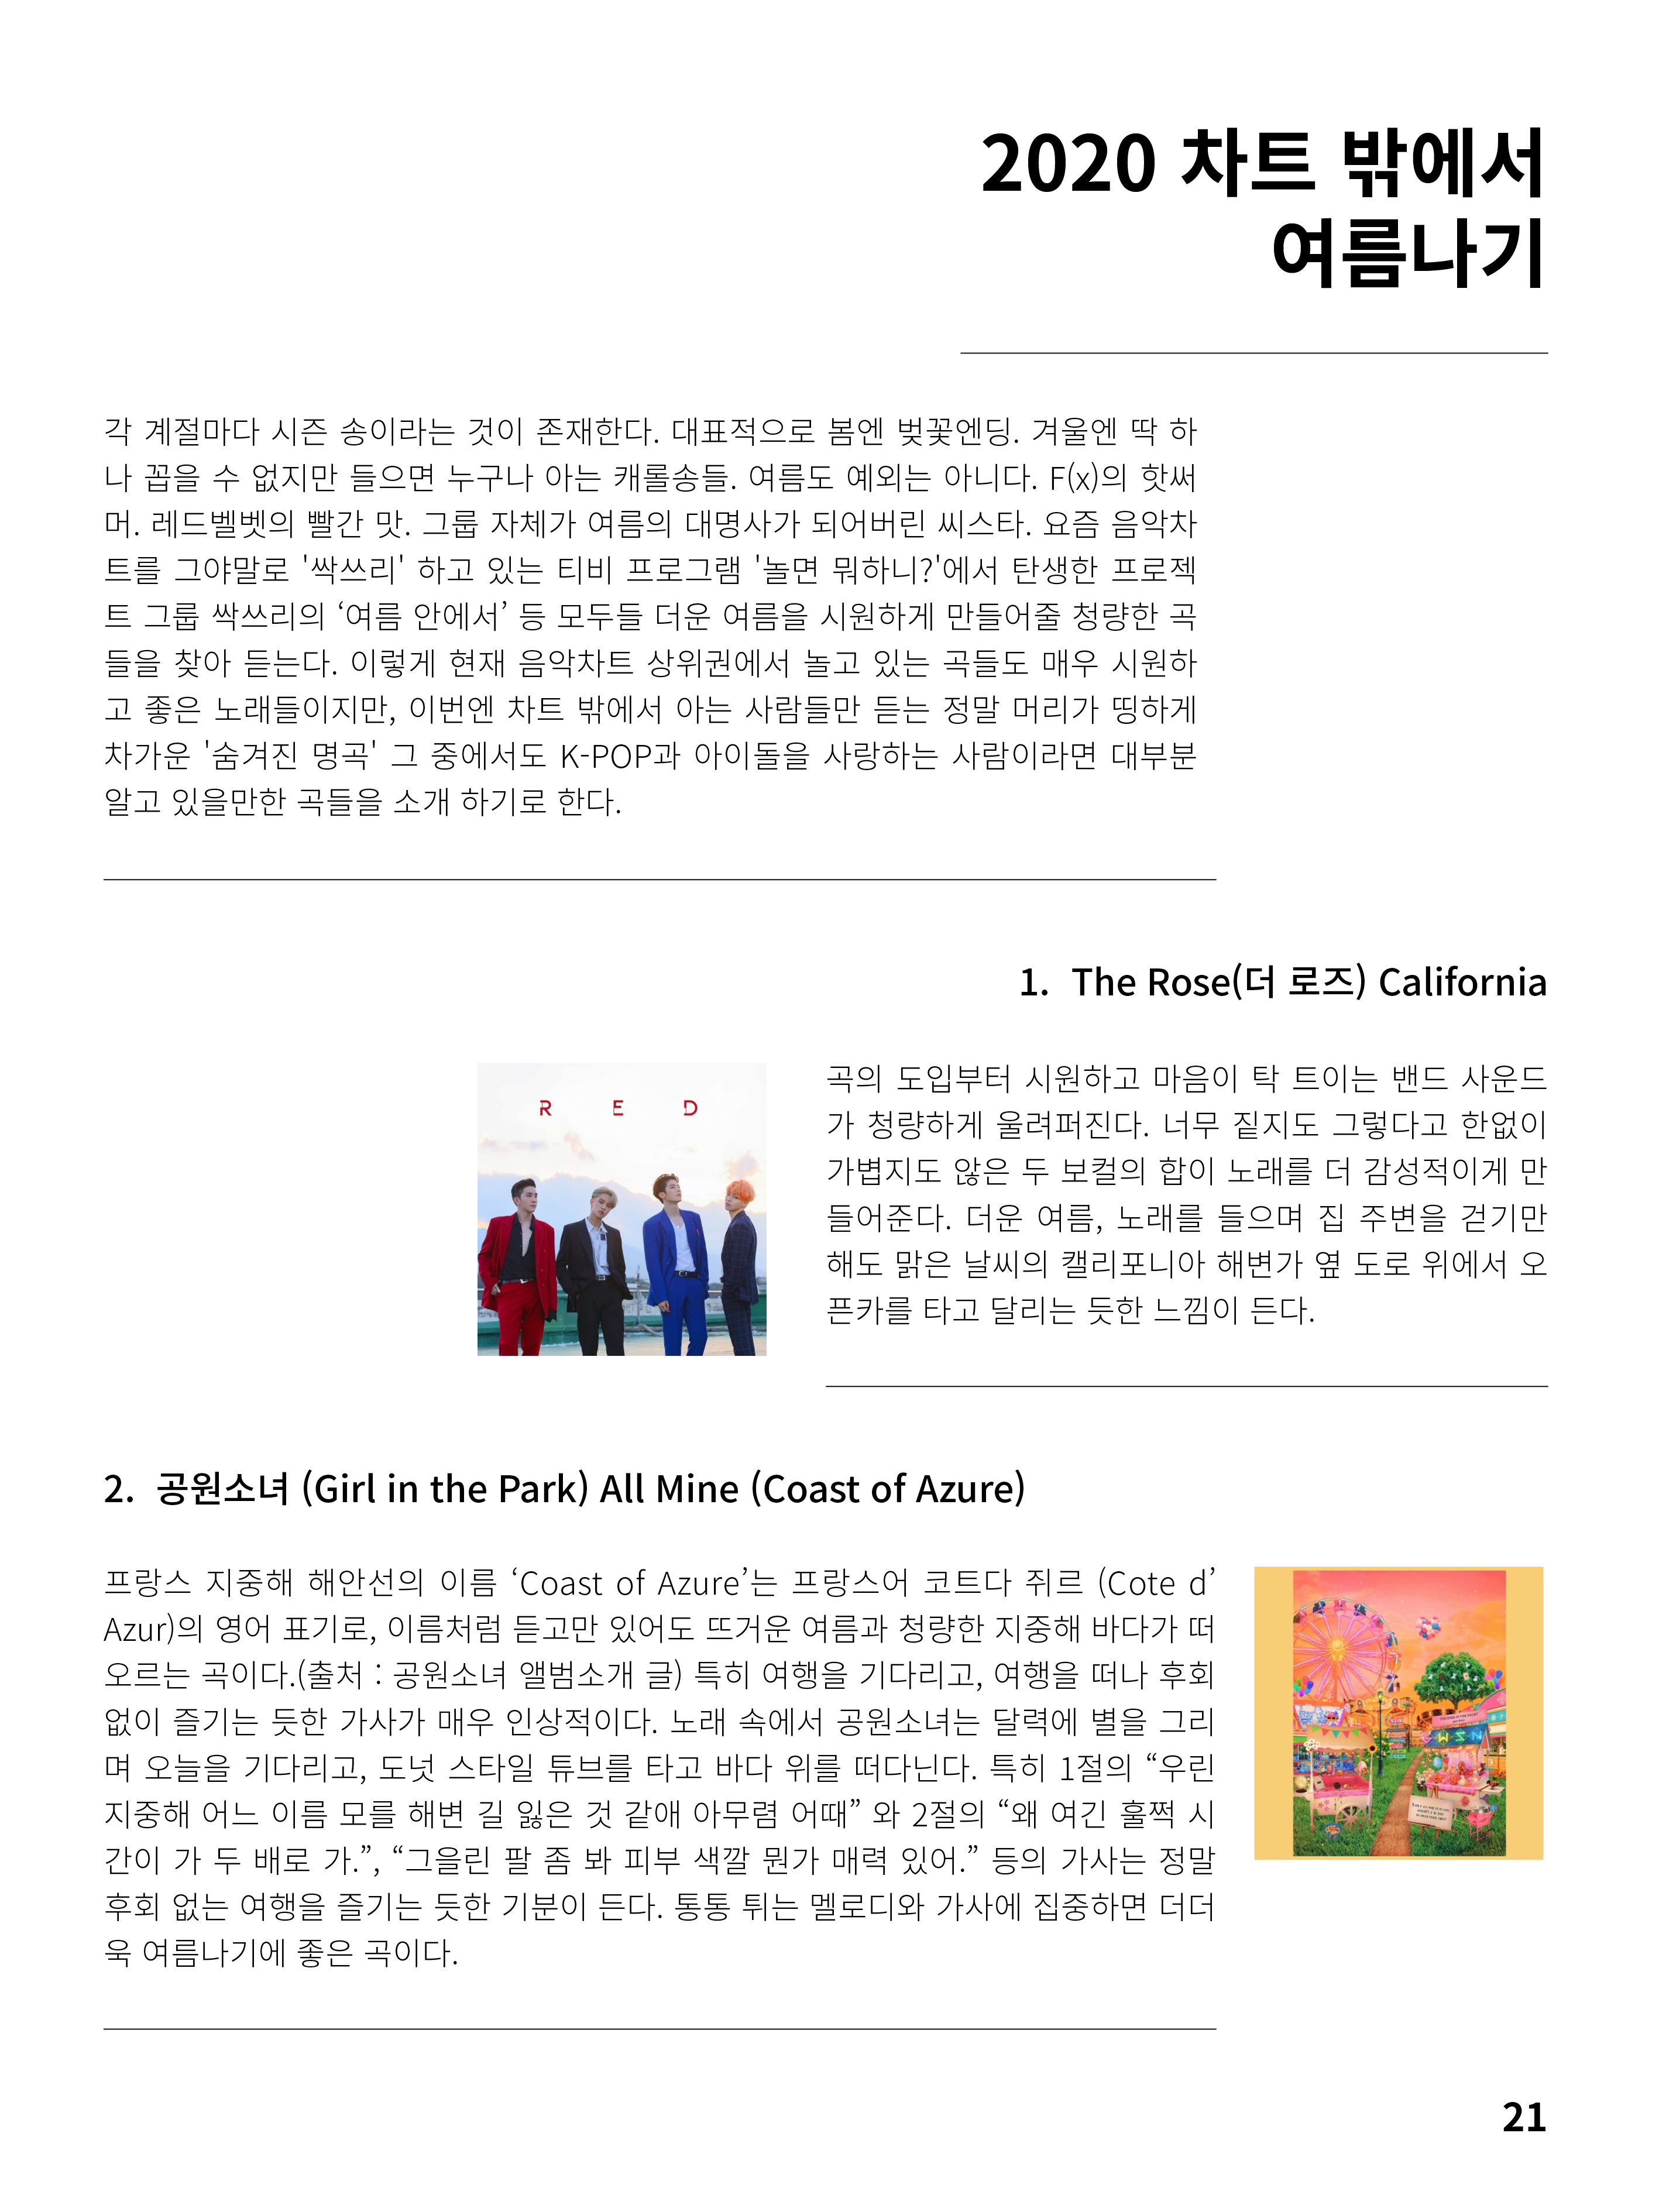 2020 차트 밖에서
여름나기
각 계절마다 시즌 송이라는 것이 존재한다. 대표적으로 봄엔 벚꽃엔딩. 겨울엔 딱 하
나 꼽을 수 없지만 들으면 누구나 아는 캐롤송들. 여름도 예외는 아니다. F(x)의 핫써
머. 레드벨벳의 빨간 맛. 그룹 자체가 여름의 대명사가 되어버린 씨스타. 요즘 음악차
트를 그야말로 '싹쓰리' 하고 있는 티비 프로그램 '놀면 뭐하니?'에서 탄생한 프로젝
트 그룹 싹쓰리의 ‘여름 안에서’ 등 모두들 더운 여름을 시원하게 만들어줄 청량한 곡
들을 찾아 듣는다. 이렇게 현재 음악차트 상위권에서 놀고 있는 곡들도 매우 시원하
고 좋은 노래들이지만, 이번엔 차트 밖에서 아는 사람들만 듣는 정말 머리가 띵하게
차가운 '숨겨진 명곡' 그 중에서도 K-POP과 아이돌을 사랑하는 사람이라면 대부분
알고 있을만한 곡들을 소개 하기로 한다.
1. The Rose(더 로즈) California
R E D
곡의 도입부터 시원하고 마음이 탁 트이는 밴드 사운드
가 청량하게 울려퍼진다. 너무 짙지도 그렇다고 한없이
가볍지도 않은 두 보컬의 합이 노래를 더 감성적이게 만
들어준다. 더운 여름, 노래를 들으며 집 주변을 걷기만
해도 맑은 날씨의 캘리포니아 해변가 옆 도로 위에서 오
픈카를 타고 달리는 듯한 느낌이 든다.
2. 공원소녀 (Girl in the Park) All Mine (Coast of Azure)
프랑스 지중해 해안선의 이름 ‘Coast of Azure’는 프랑스어 코트다 쥐르 (Cote d’
Azur)의 영어 표기로, 이름처럼 듣고만 있어도 뜨거운 여름과 청량한 지중해 바다가 떠
오르는 곡이다.(출처 : 공원소녀 앨범소개 글) 특히 여행을 기다리고, 여행을 떠나 후회
없이 즐기는 듯한 가사가 매우 인상적이다. 노래 속에서 공원소녀는 달력에 별을 그리
며 오늘을 기다리고, 도넛 스타일 튜브를 타고 바다 위를 떠다닌다. 특히 1절의 “우린
지중해 어느 이름 모를 해변 길 잃은 것 같애 아무렴 어때” 와 2절의 “왜 여긴 훌쩍 시
간이 가 두 배로 가.”, “그을린 팔 좀 봐 피부 색깔 뭔가 매력 있어.” 등의 가사는 정말
후회 없는 여행을 즐기는 듯한 기분이 든다. 통통 튀는 멜로디와 가사에 집중하면 더더
욱 여름나기에 좋은 곡이다.
21